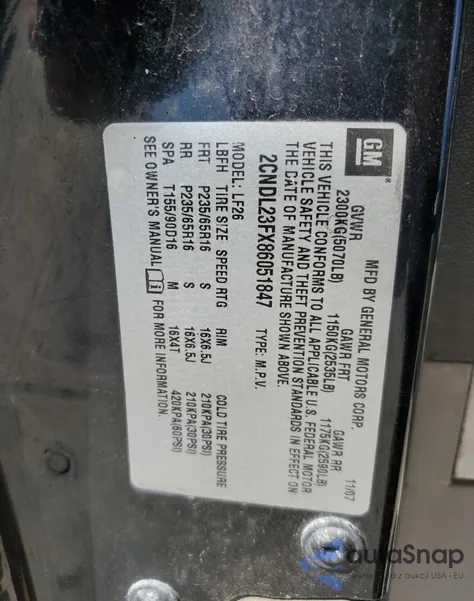 GM
MFD BY GENERAL MOTORS CORP. 11/07
GVWR GAWR FRT GAWR RR
2300KG(5070LB) 1150KG(2535LB) 1175KG(2590LB)
THIS VEHICLE CONFORMS TO ALL APPLICABLE U.S. FEDERAL MOTOR
VEHICLE SAFETY AND THEFT PREVENTION STANDARDS IN EFFECT ON
THE DATE OF MANUFACTURE SHOWN ABOVE.
2CNDL23FX86051847 TYPE: M.P.V.
MODEL: LF26
LBFH TIRE SIZE SPEED RTG RIM COLD TIRE PRESSURE
FRT P235/65R16 S 16X6.5J 210KPA(30PSI)
RR P235/65R16 S 16X6.5J 210KPA(30PSI)
SPA T155/90D16 M 16X4T 420KPA(60PSI)
SEE OWNER'S MANUAL FOR MORE INFORMATION.
autoSnap
z aukcji USA i EU